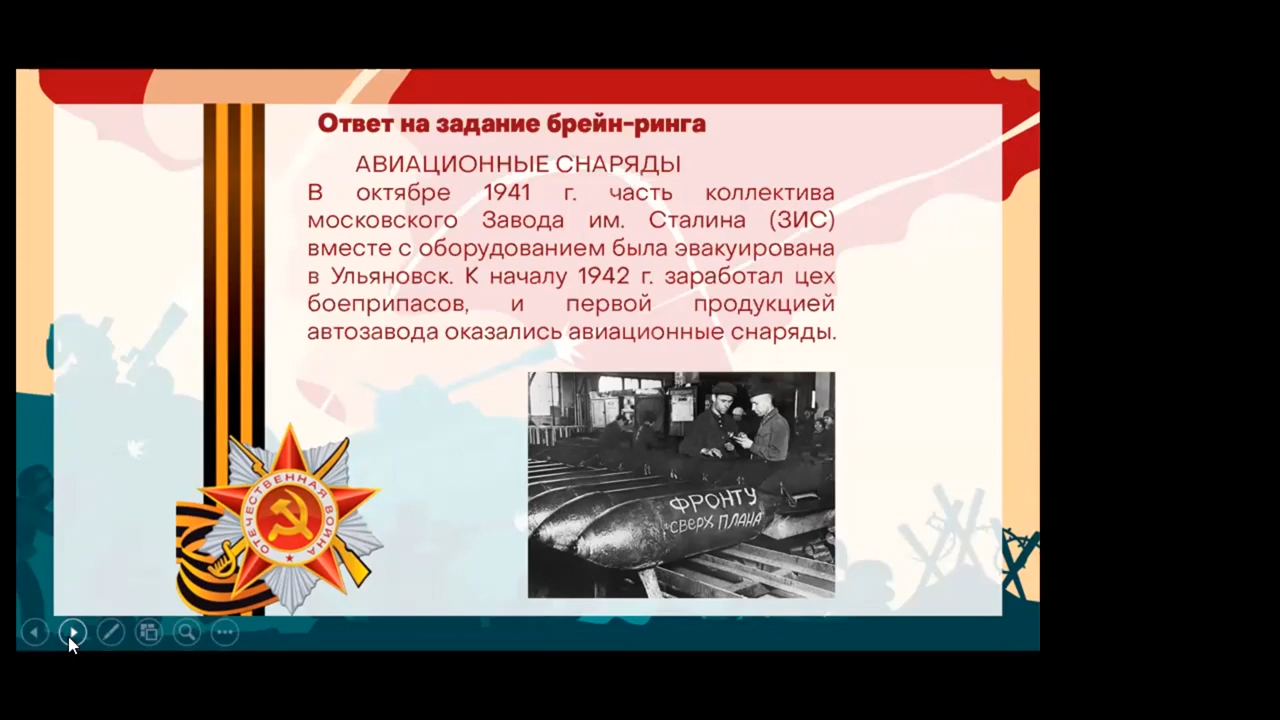 Ответ на задание брейн-ринга
АВИАЦИОННЫЕ СНАРЯДЫ
В октябре 1941 г. часть коллектива
московского Завода им. Сталина (ЗИС)
вместе с оборудованием была эвакуирована
в Ульяновск. К началу 1942 г. заработал цех
боеприпасов, и первой продукцией
автозавода оказались авиационные снаряды.
ФРОНТУ
СВЕРХ ПЛАНА
ОТЕЧЕСТВЕННАЯ ВОЙНА